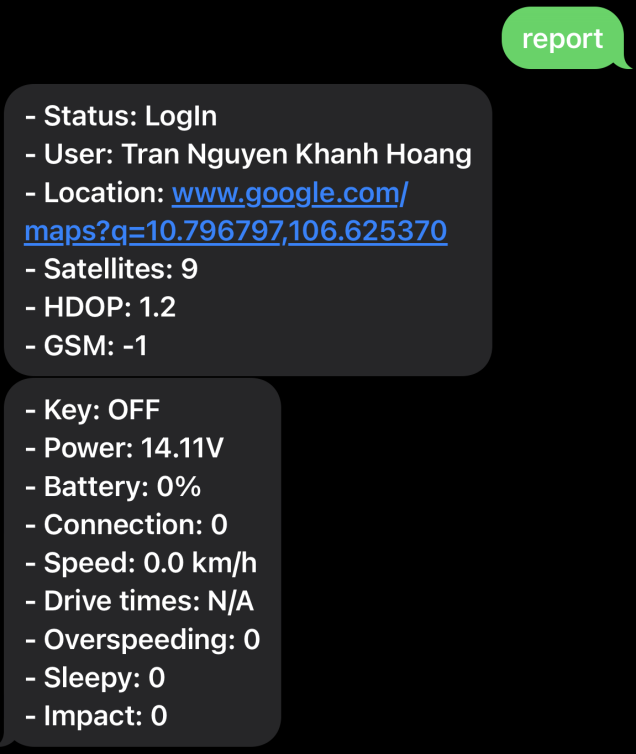 report
- Status: LogIn
- User: Tran Nguyen Khanh Hoang
- Location: www.google.com/
maps?q=10.796797,106.625370
- Satellites: 9
- HDOP: 1.2
- GSM: -1
- Key: OFF
- Power: 14.11V
- Battery: 0%
- Connection: 0
- Speed: 0.0 km/h
- Drive times: N/A
- Overspeeding: 0
- Sleepy: 0
- Impact: 0